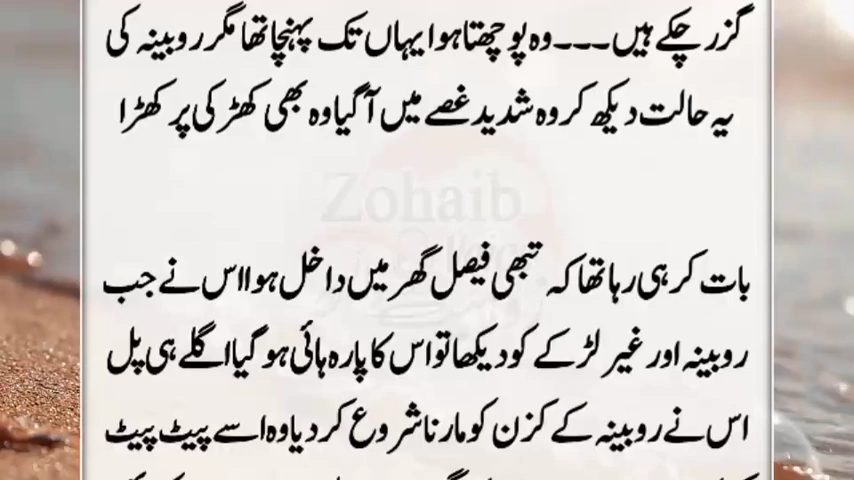 گزر چکے ہیں ۔۔۔ وہ پوچھتا ہوا یہاں تک پہنچا تھا مگر روبینہ کی
یہ حالت دیکھ کر وہ شدید غصے میں آگیا وہ بھی کھڑکی پر کھڑا
Zohaib
بات کر ہی رہا تھا کہ تبھی فیصل گھر میں داخل ہوا اس نے جب
روبینہ اور غیر لڑکے کو دیکھا تو اس کا پارہ ہائی ہو گیا اگلے ہی پل
اس نے روبینہ کے کزن کو مارنا شروع کر دیا وہ اسے پیٹ پیٹ